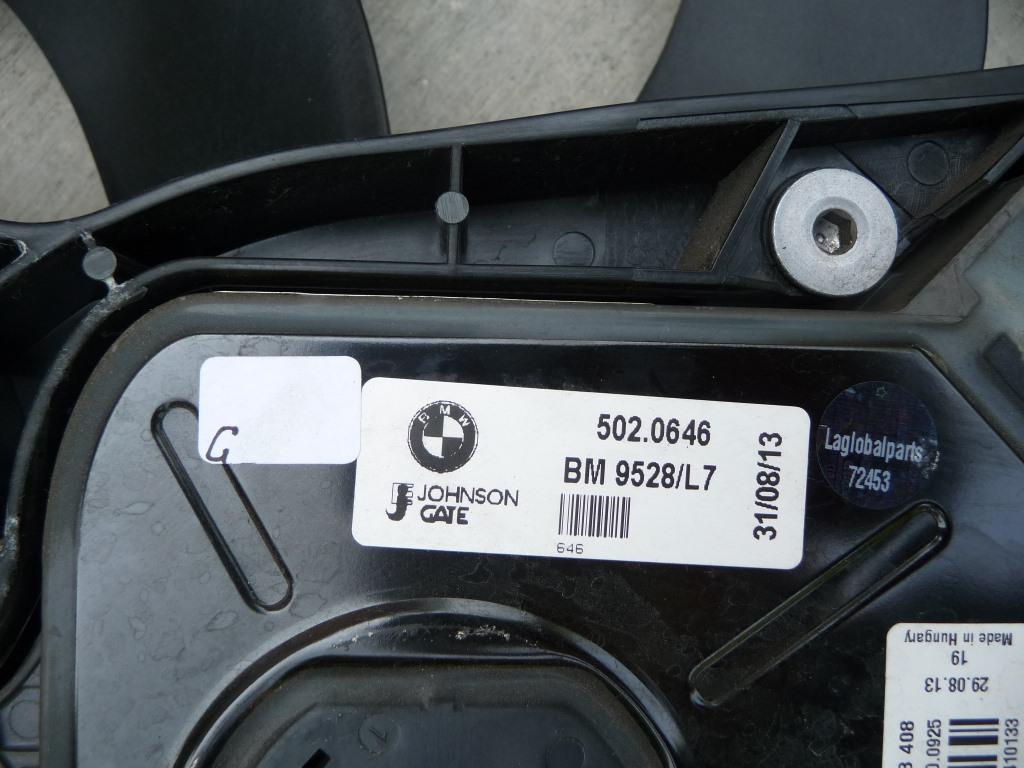 G
BMW
JOHNSON
GATE
502.0646
BM 9528/L7
646
31/08/13
Laglobalparts
72453
Made in Hungary
19
29.08.13